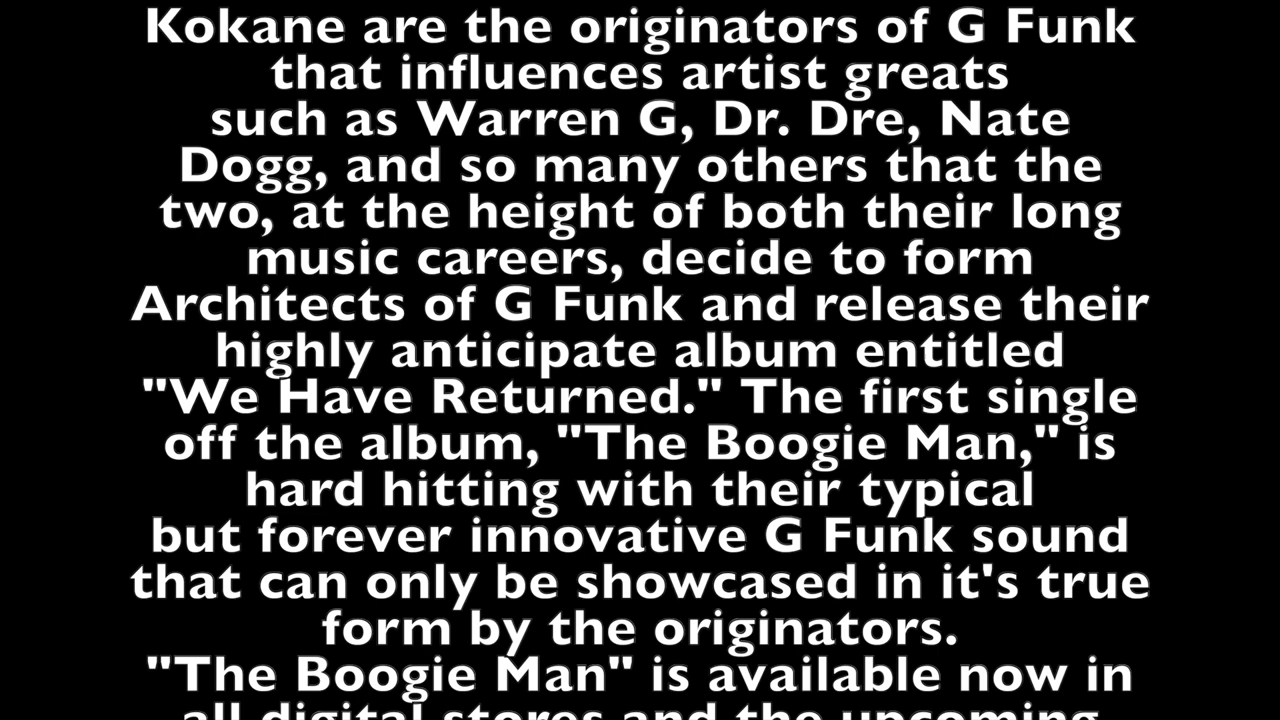 Kokane are the originators of G Funk
that influences artist greats
such as Warren G, Dr. Dre, Nate
Dogg, and so many others that the
two, at the height of both their long
music careers, decide to form
Architects of G Funk and release their
highly anticipate album entitled
"We Have Returned." The first single
off the album, "The Boogie Man," is
hard hitting with their typical
but forever innovative G Funk sound
that can only be showcased in it's true
form by the originators.
"The Boogie Man" is available now in
all digital stores and the upcoming